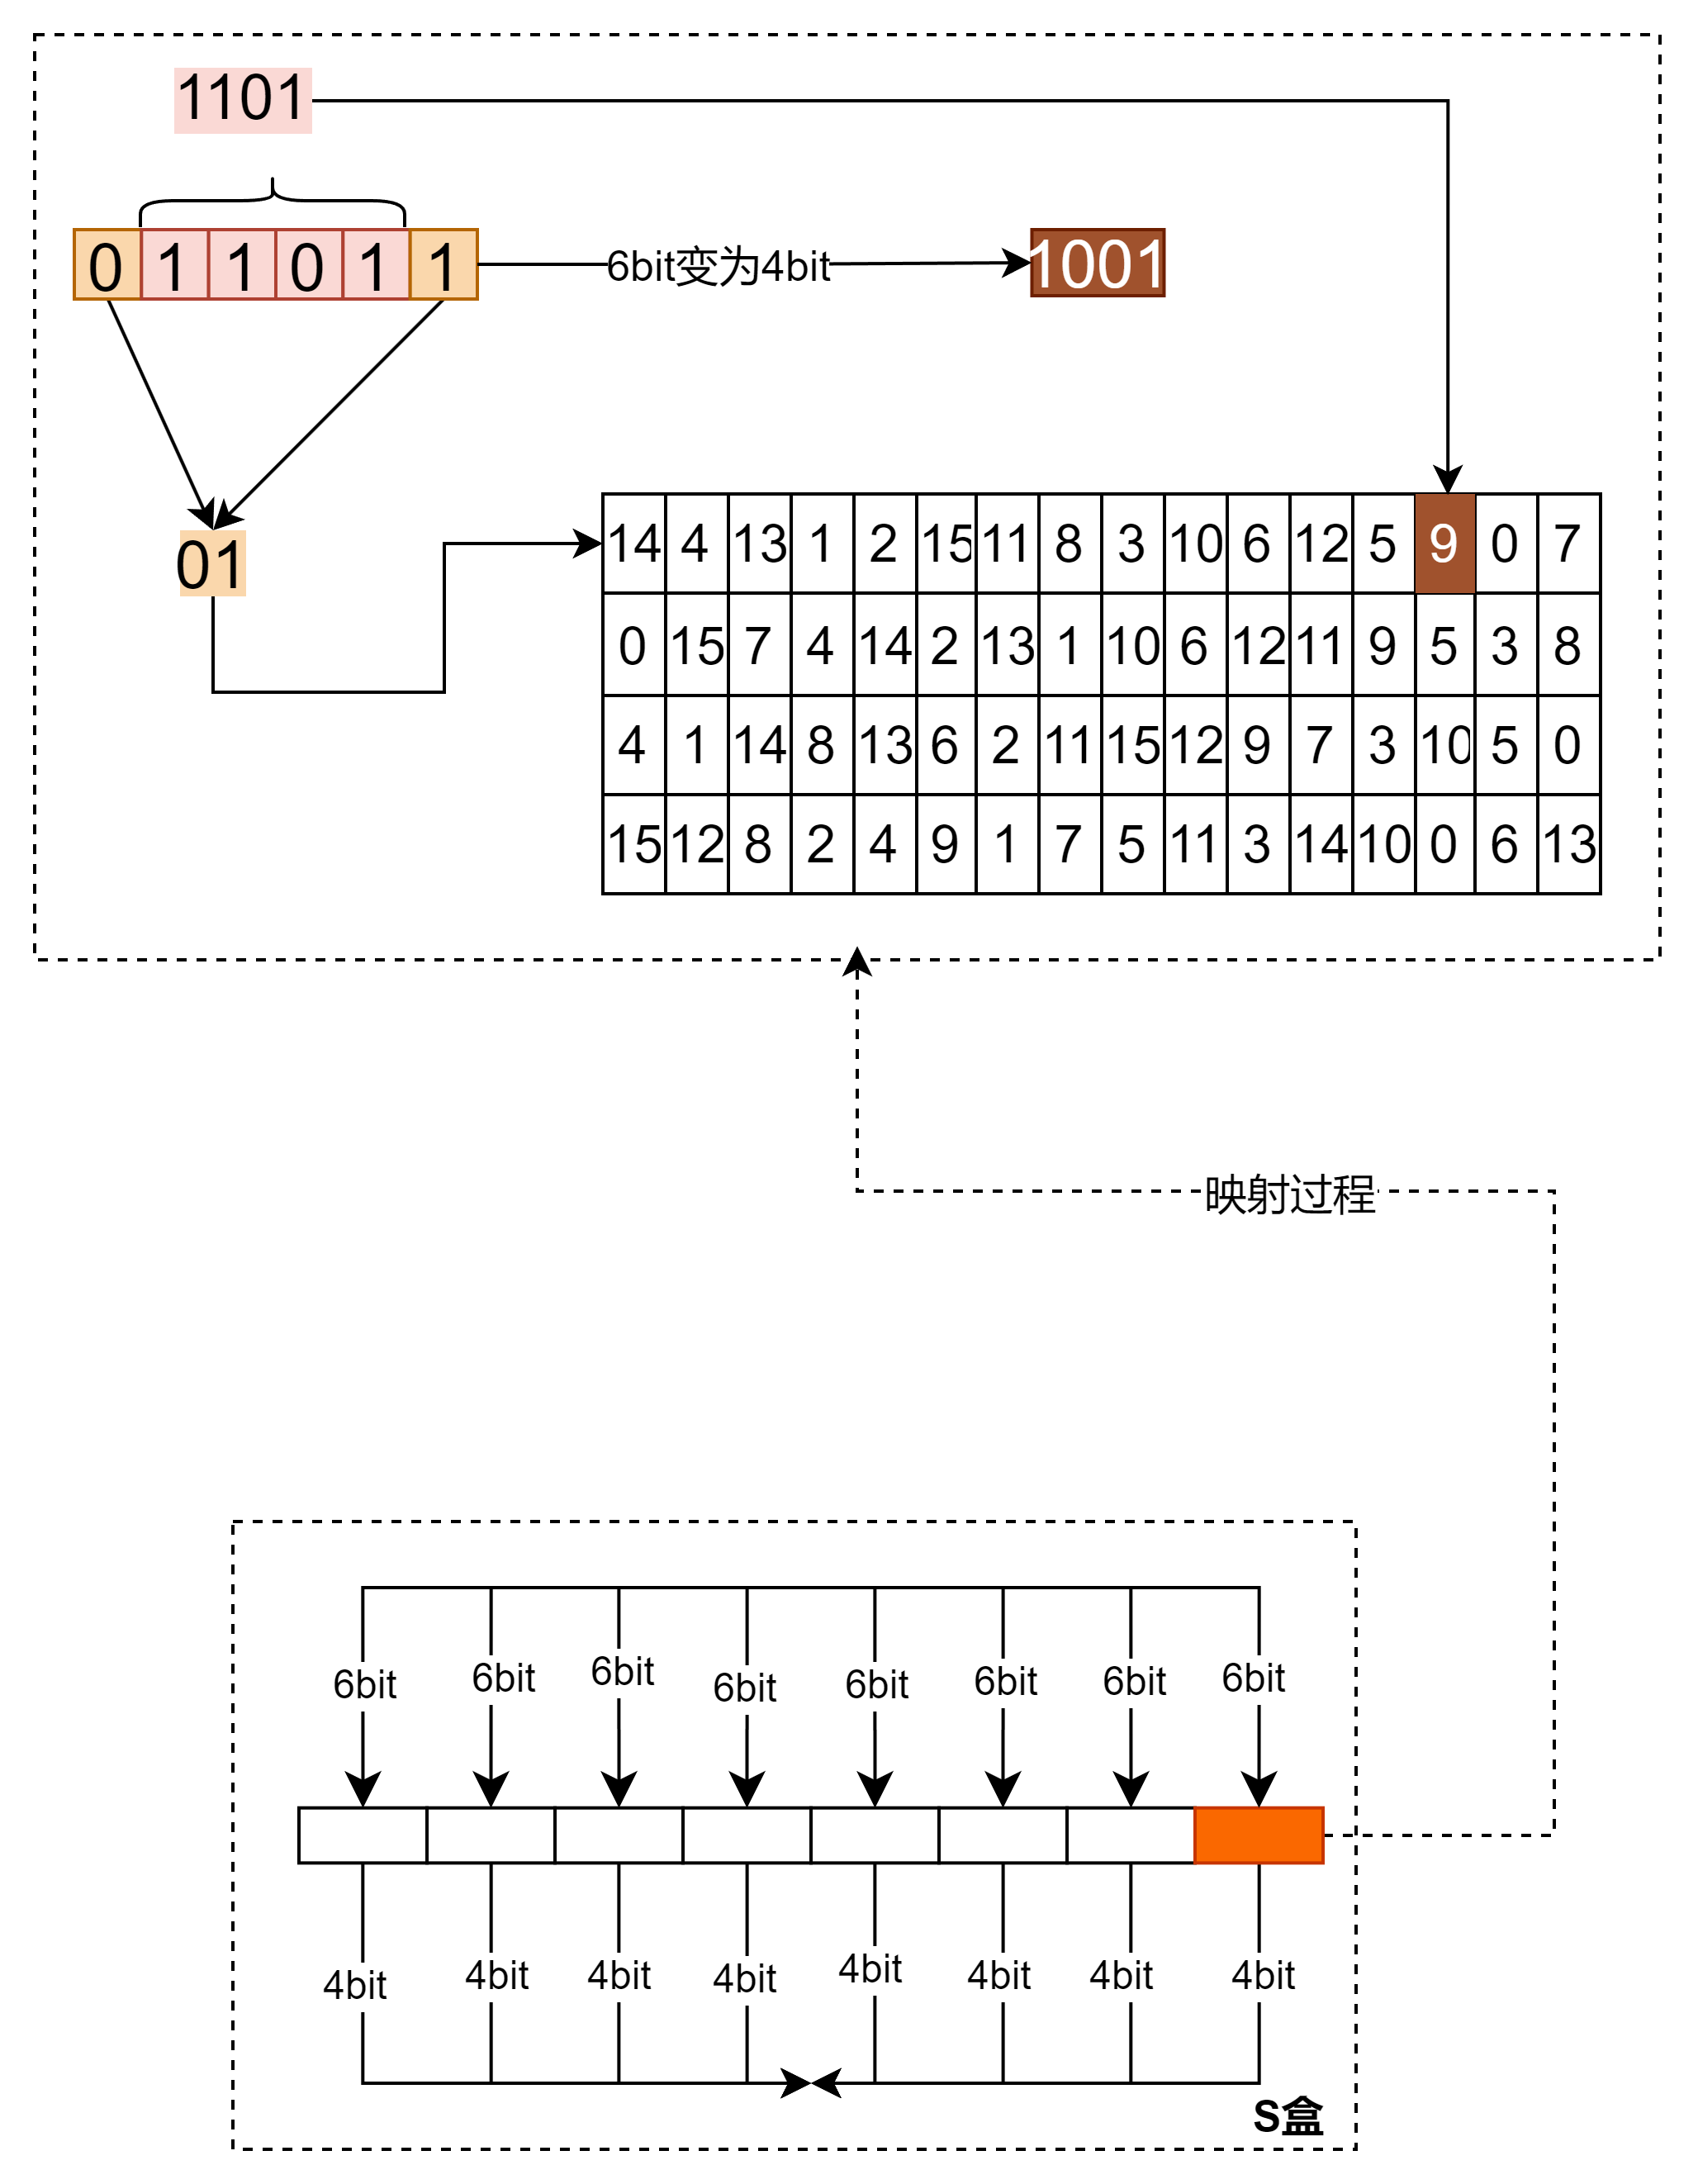 1101
0 1 1 0 1 1
6bit变为4bit
1001
01
14 4 13 1 2 15 11 8 3 10 6 12 5 9 0 7
0 15 7 4 14 2 13 1 10 6 12 11 9 5 3 8
4 1 14 8 13 6 2 11 15 12 9 7 3 10 5 0
15 12 8 2 4 9 1 7 5 11 3 14 10 0 6 13
映射过程
6bit 6bit 6bit 6bit 6bit 6bit 6bit 6bit
4bit 4bit 4bit 4bit 4bit 4bit 4bit 4bit
S盒